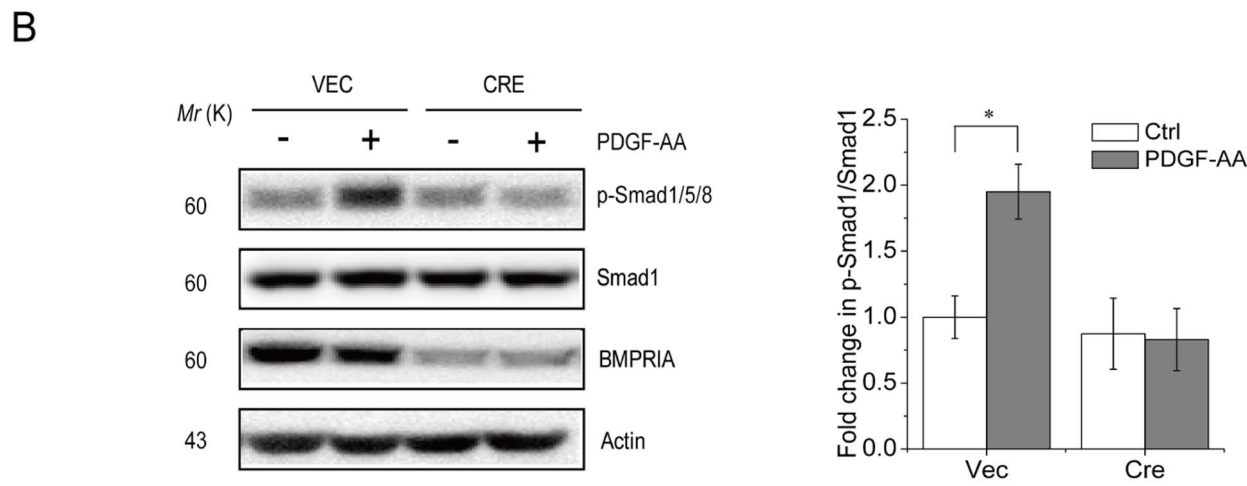 B
VEC CRE
Mr (K)
- + - + PDGF-AA
60 p-Smad1/5/8
60 Smad1
60 BMPRIA
43 Actin
Fold change in p-Smad1/Smad1
2.5
2.0
1.5
1.0
0.5
0.0
*
Ctrl
PDGF-AA
Vec Cre